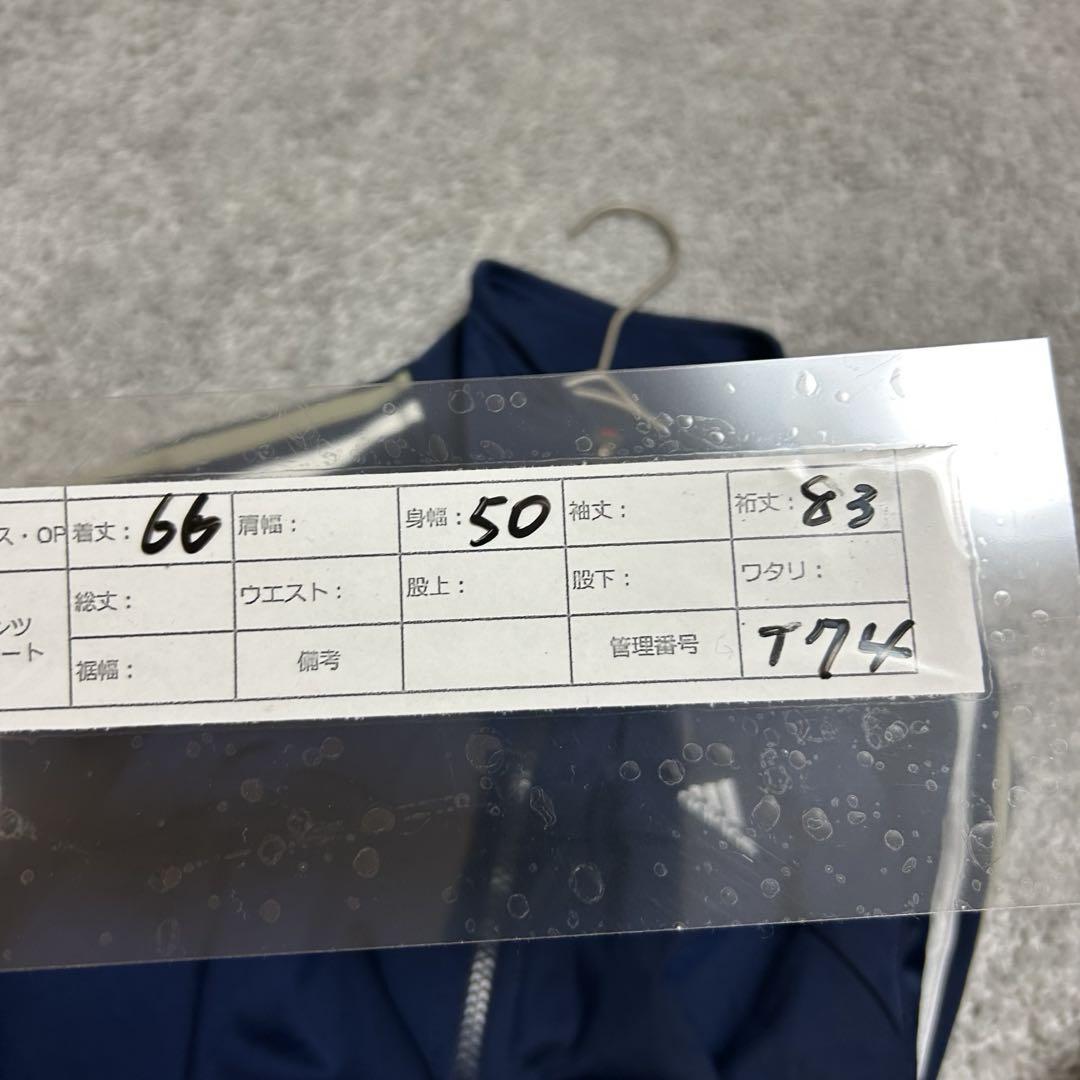 ス・OP 着丈：66 肩幅： 身幅：50 袖丈： 裄丈：83
総丈： ウエスト： 股上： 股下： ワタリ：
ンツ
ート
裾幅： 備考 管理番号 T74